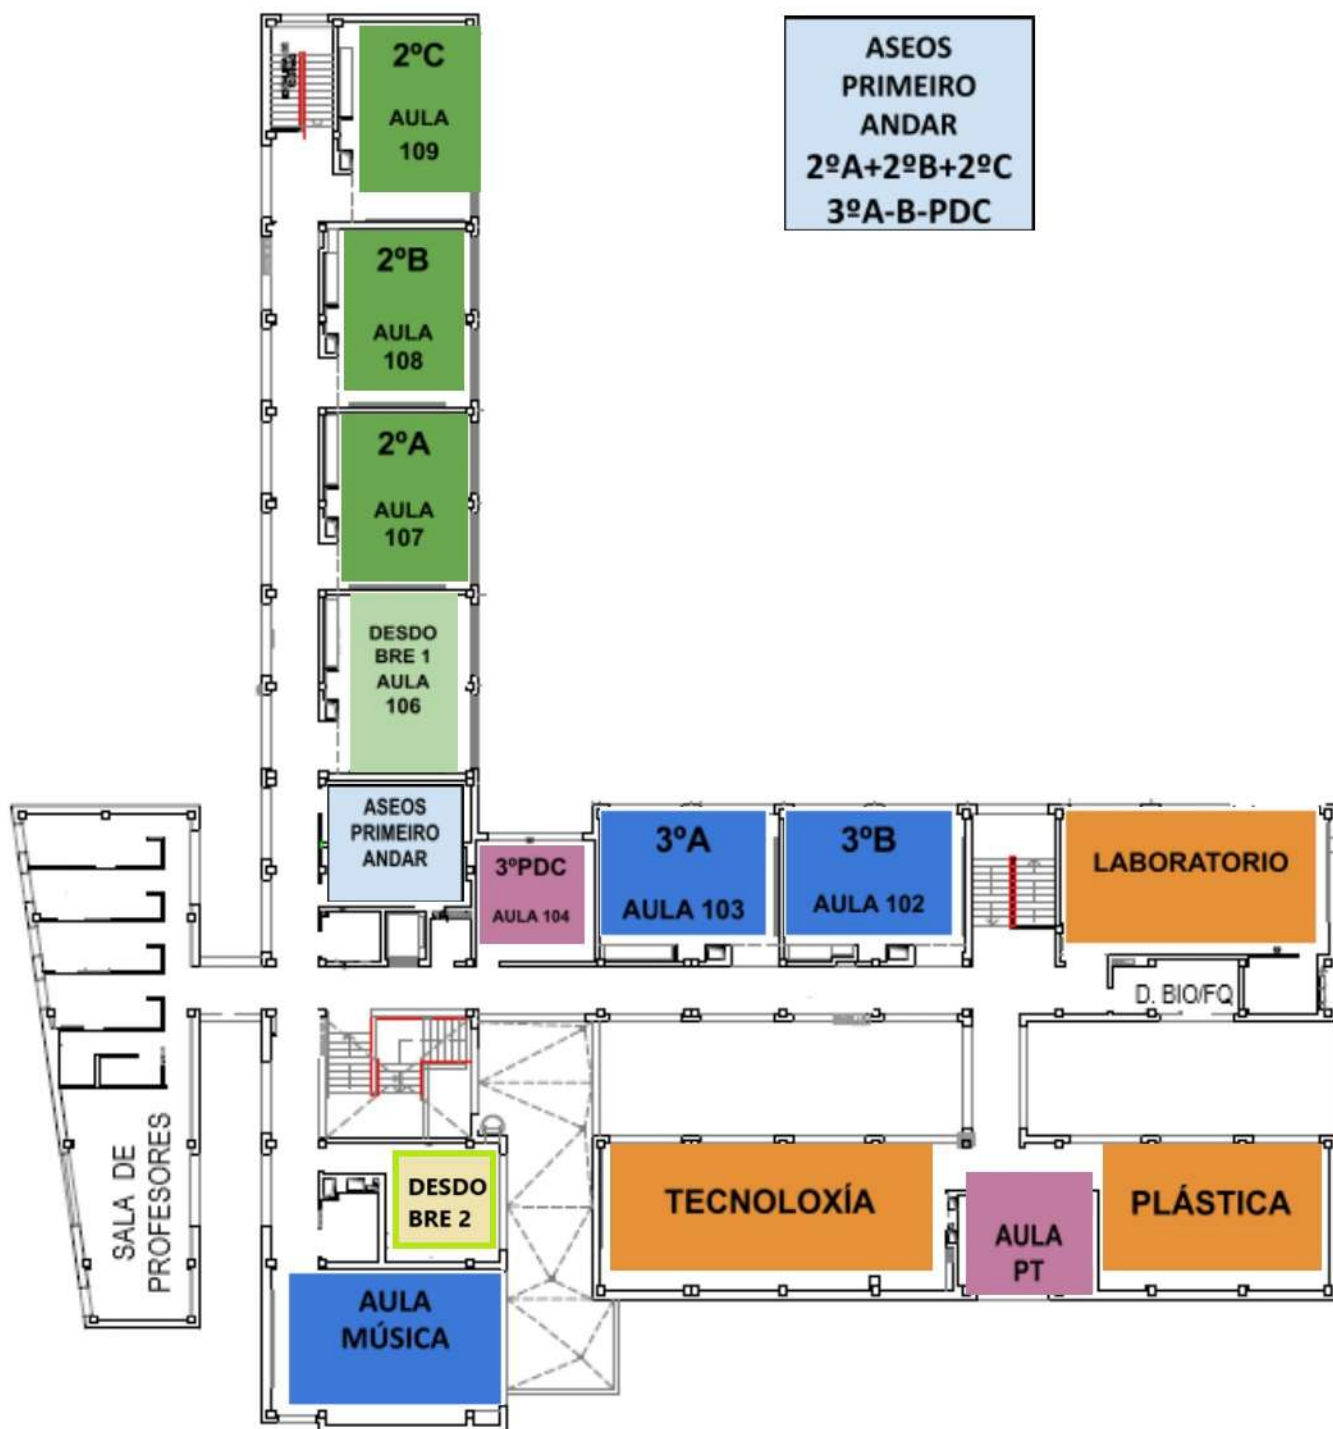 2ºC
AULA
109
ASEOS
PRIMEIRO
ANDAR
2ºA+2ºB+2ºC
3ºA-B-PDC
2ºB
AULA
108
2ºA
AULA
107
DESDO
BRE 1
AULA
106
ASEOS
PRIMEIRO
ANDAR
3ºPDC
AULA 104
3ºA
AULA 103
3ºB
AULA 102
LABORATORIO
D. BIO/FQ
SALA DE
PROFESORES
DESDO
BRE 2
TECNOLOXÍA
AULA
PT
PLÁSTICA
AULA
MÚSICA